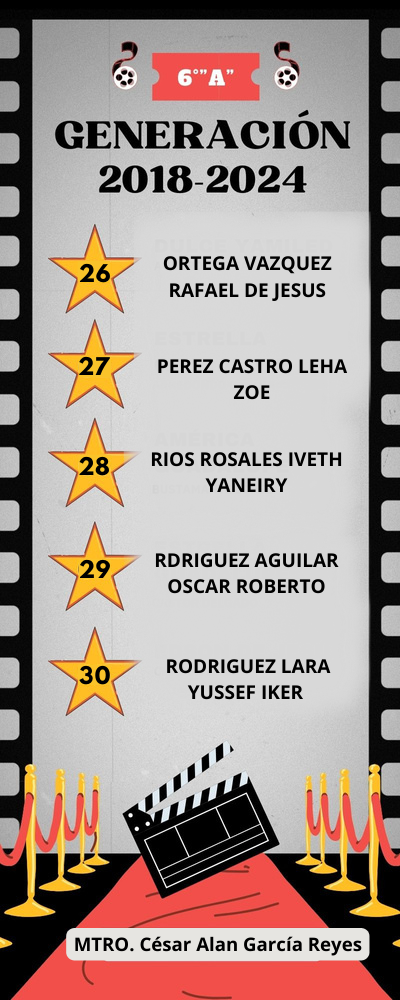 6°"A"
GENERACIÓN
2018-2024
26
ORTEGA VAZQUEZ
RAFAEL DE JESUS
27
PEREZ CASTRO LEHA
ZOE
28
RIOS ROSALES IVETH
YANEIRY
29
RDRIGUEZ AGUILAR
OSCAR ROBERTO
30
RODRIGUEZ LARA
YUSSEF IKER
MTRO. César Alan García Reyes